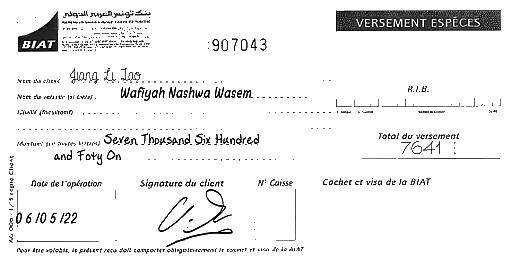 بنك تونس العربي الدولي
BIAT
:907043
VERSEMENT ESPÈCES
Nom du client Jiang Li Tao
Nom du versant (si tiers) Wafiyah Nashwa Wasem
R.I.B.
Libellé (facultatif)
Montant (en toutes lettres) Seven Thousand Six Hundred
and Foty On
Total du versement
7641
Date de l'opération
Signature du client
N° Caisse
Cachet et visa de la BIAT
06/05/22
Pour être valable, le présent reçu doit comporter obligatoirement le cachet et visa de la BIAT